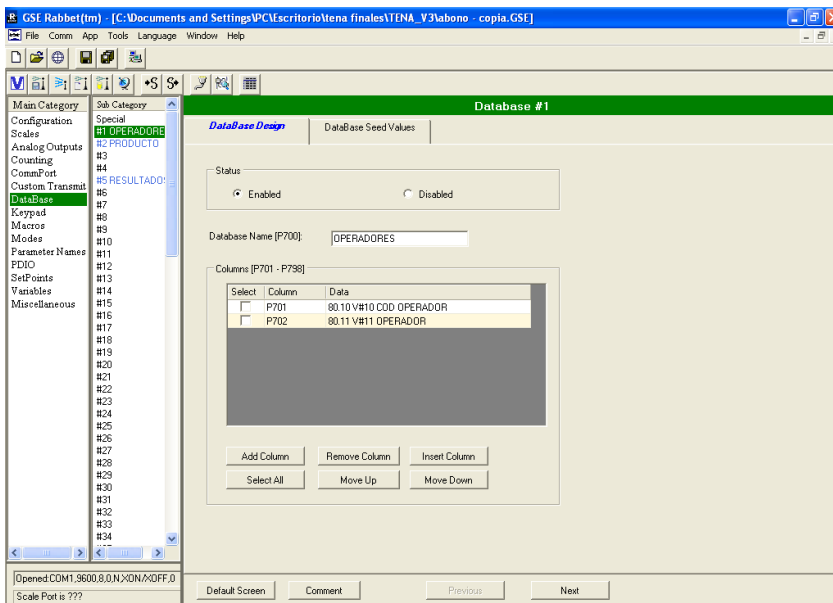 GSE Rabbet(tm) - [C:\Documents and Settings\PC\Escritorio\tena finales\TENA_V3\abono - copia.GSE]
File Comm App Tools Language Window Help
Main Category
Configuration
Scales
Analog Outputs
Counting
CommPort
Custom Transmit
DataBase
Keypad
Macros
Modes
Parameter Names
PDIO
SetPoints
Variables
Miscellaneous
Sub Category
Special
#1 OPERADORE
#2 PRODUCTO
#3
#4
#5 RESULTADO
#6
#7
#8
#9
#10
#11
#12
#13
#14
#15
#16
#17
#18
#19
#20
#21
#22
#23
#24
#25
#26
#27
#28
#29
#30
#31
#32
#33
#34
Database #1
DataBase Design
DataBase Seed Values
Status
Enabled
Disabled
Database Name [P700]:
OPERADORES
Columns [P701 - P798]
Select Column Data
P701 80.10 V#10 COD OPERADOR
P702 80.11 V#11 OPERADOR
Add Column Remove Column Insert Column
Select All Move Up Move Down
Default Screen Comment Previous Next
Opened:COM1,9600,8,0,N,XON/XOFF,0
Scale Port is ???